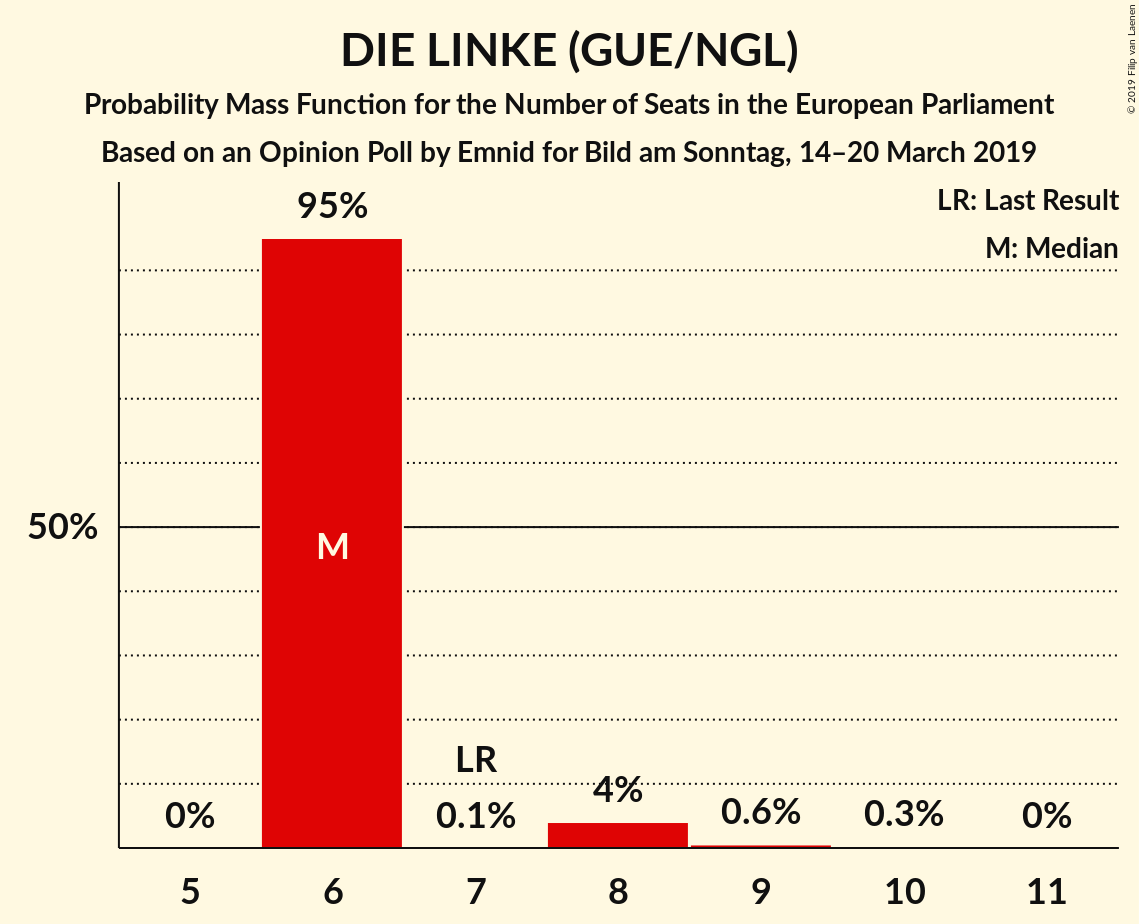 DIE LINKE (GUE/NGL)
Probability Mass Function for the Number of Seats in the European Parliament
Based on an Opinion Poll by Emnid for Bild am Sonntag, 14–20 March 2019
© 2019 Filip van Laenen
LR: Last Result
M: Median
95%
50%
M
LR
0%
0.1%
4%
0.6%
0.3%
0%
5 6 7 8 9 10 11